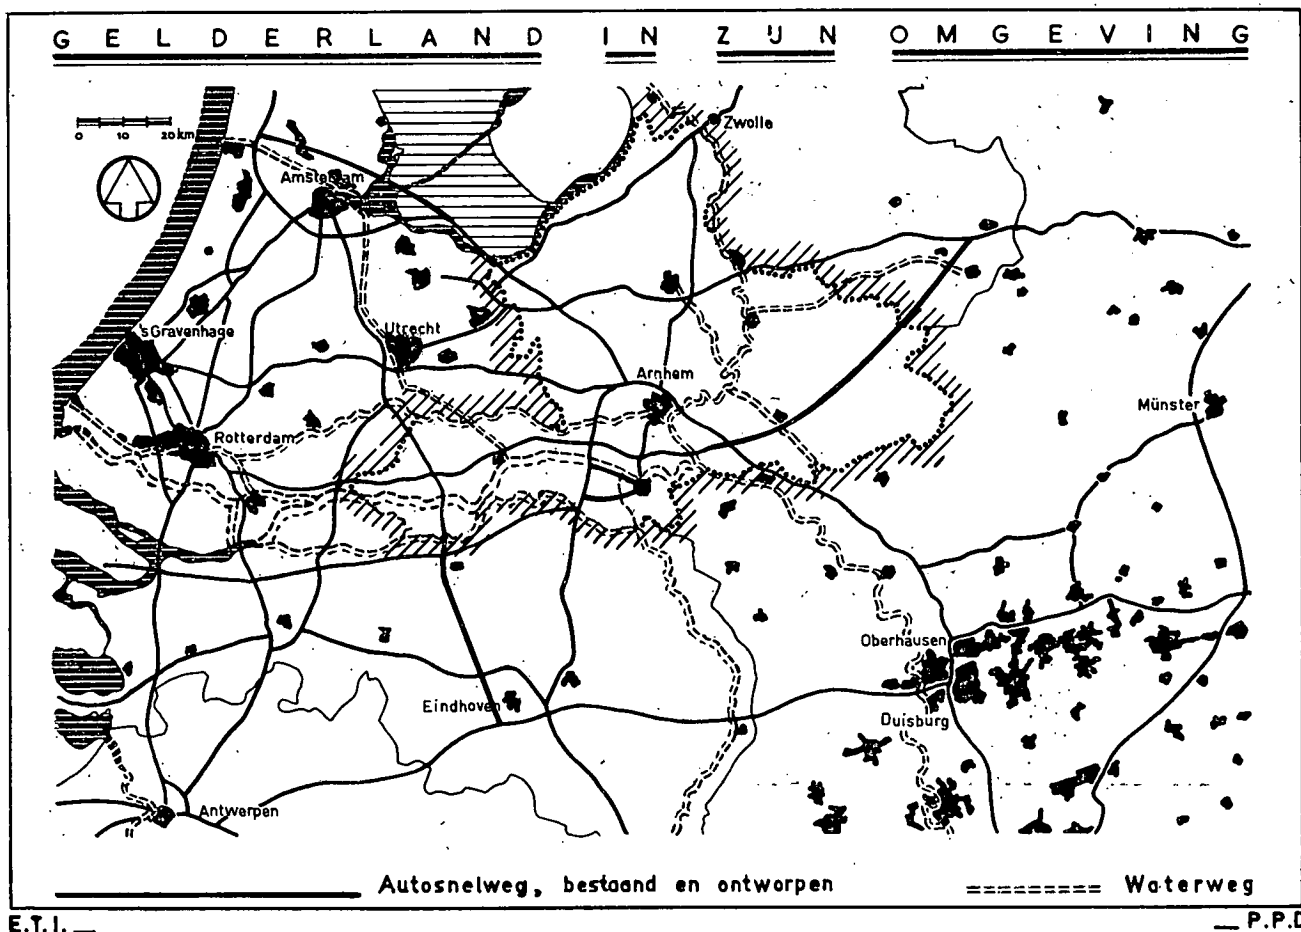 GELDERLAND IN ZIJN OMGEVING
0 10 20km
Zwolle
Amsterdam
'sGravenhage
Utrecht
Arnhem
Münster
Rotterdam
Oberhausen
Eindhoven
Duisburg
Antwerpen
Autosnelweg, bestaand en ontworpen
Waterweg
E.T.I. — — P.P.D